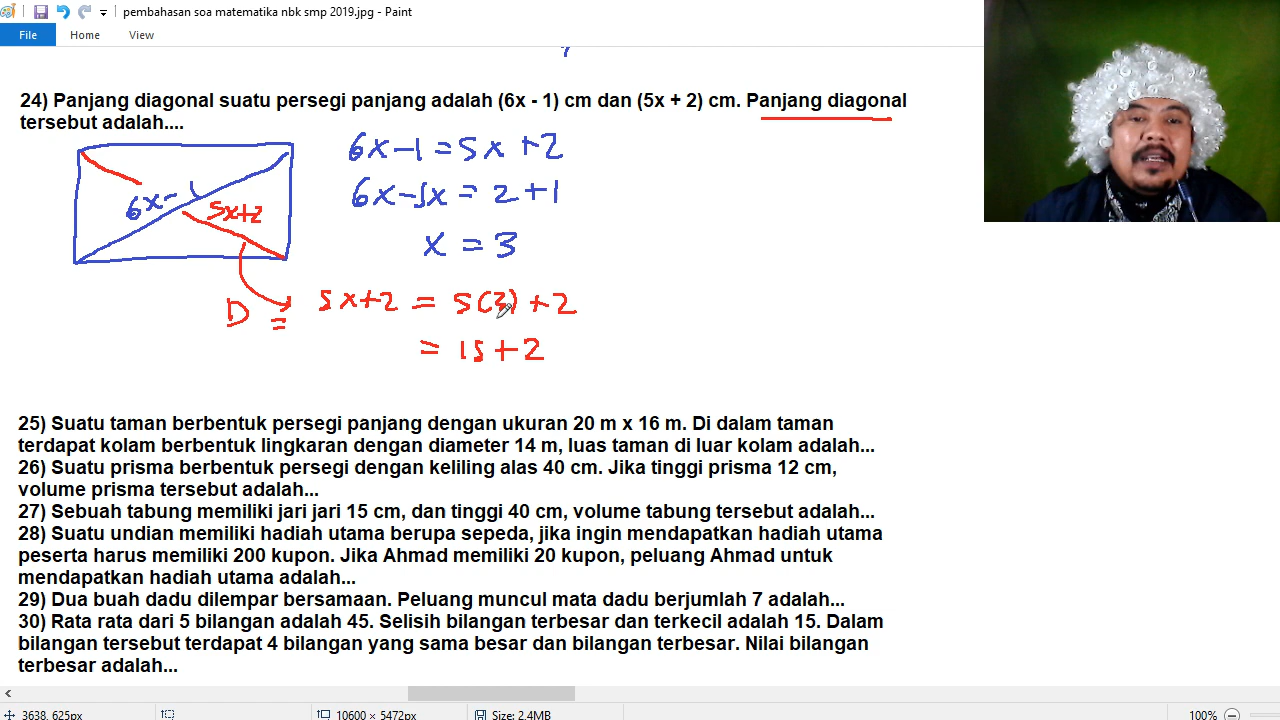 pembahasan soa matematika nbk smp 2019.jpg - Paint
File Home View
24) Panjang diagonal suatu persegi panjang adalah (6x - 1) cm dan (5x + 2) cm. Panjang diagonal
tersebut adalah....
6x-1 = 5x+2
6x-5x = 2+1
x = 3
6x-1
5x+2
D = 5x+2 = 5(3)+2
= 15+2
25) Suatu taman berbentuk persegi panjang dengan ukuran 20 m x 16 m. Di dalam taman
terdapat kolam berbentuk lingkaran dengan diameter 14 m, luas taman di luar kolam adalah...
26) Suatu prisma berbentuk persegi dengan keliling alas 40 cm. Jika tinggi prisma 12 cm,
volume prisma tersebut adalah...
27) Sebuah tabung memiliki jari jari 15 cm, dan tinggi 40 cm, volume tabung tersebut adalah...
28) Suatu undian memiliki hadiah utama berupa sepeda, jika ingin mendapatkan hadiah utama
peserta harus memiliki 200 kupon. Jika Ahmad memiliki 20 kupon, peluang Ahmad untuk
mendapatkan hadiah utama adalah...
29) Dua buah dadu dilempar bersamaan. Peluang muncul mata dadu berjumlah 7 adalah...
30) Rata rata dari 5 bilangan adalah 45. Selisih bilangan terbesar dan terkecil adalah 15. Dalam
bilangan tersebut terdapat 4 bilangan yang sama besar dan bilangan terbesar. Nilai bilangan
terbesar adalah...
3638, 625px 10600 × 5472px Size: 2.4MB 100%